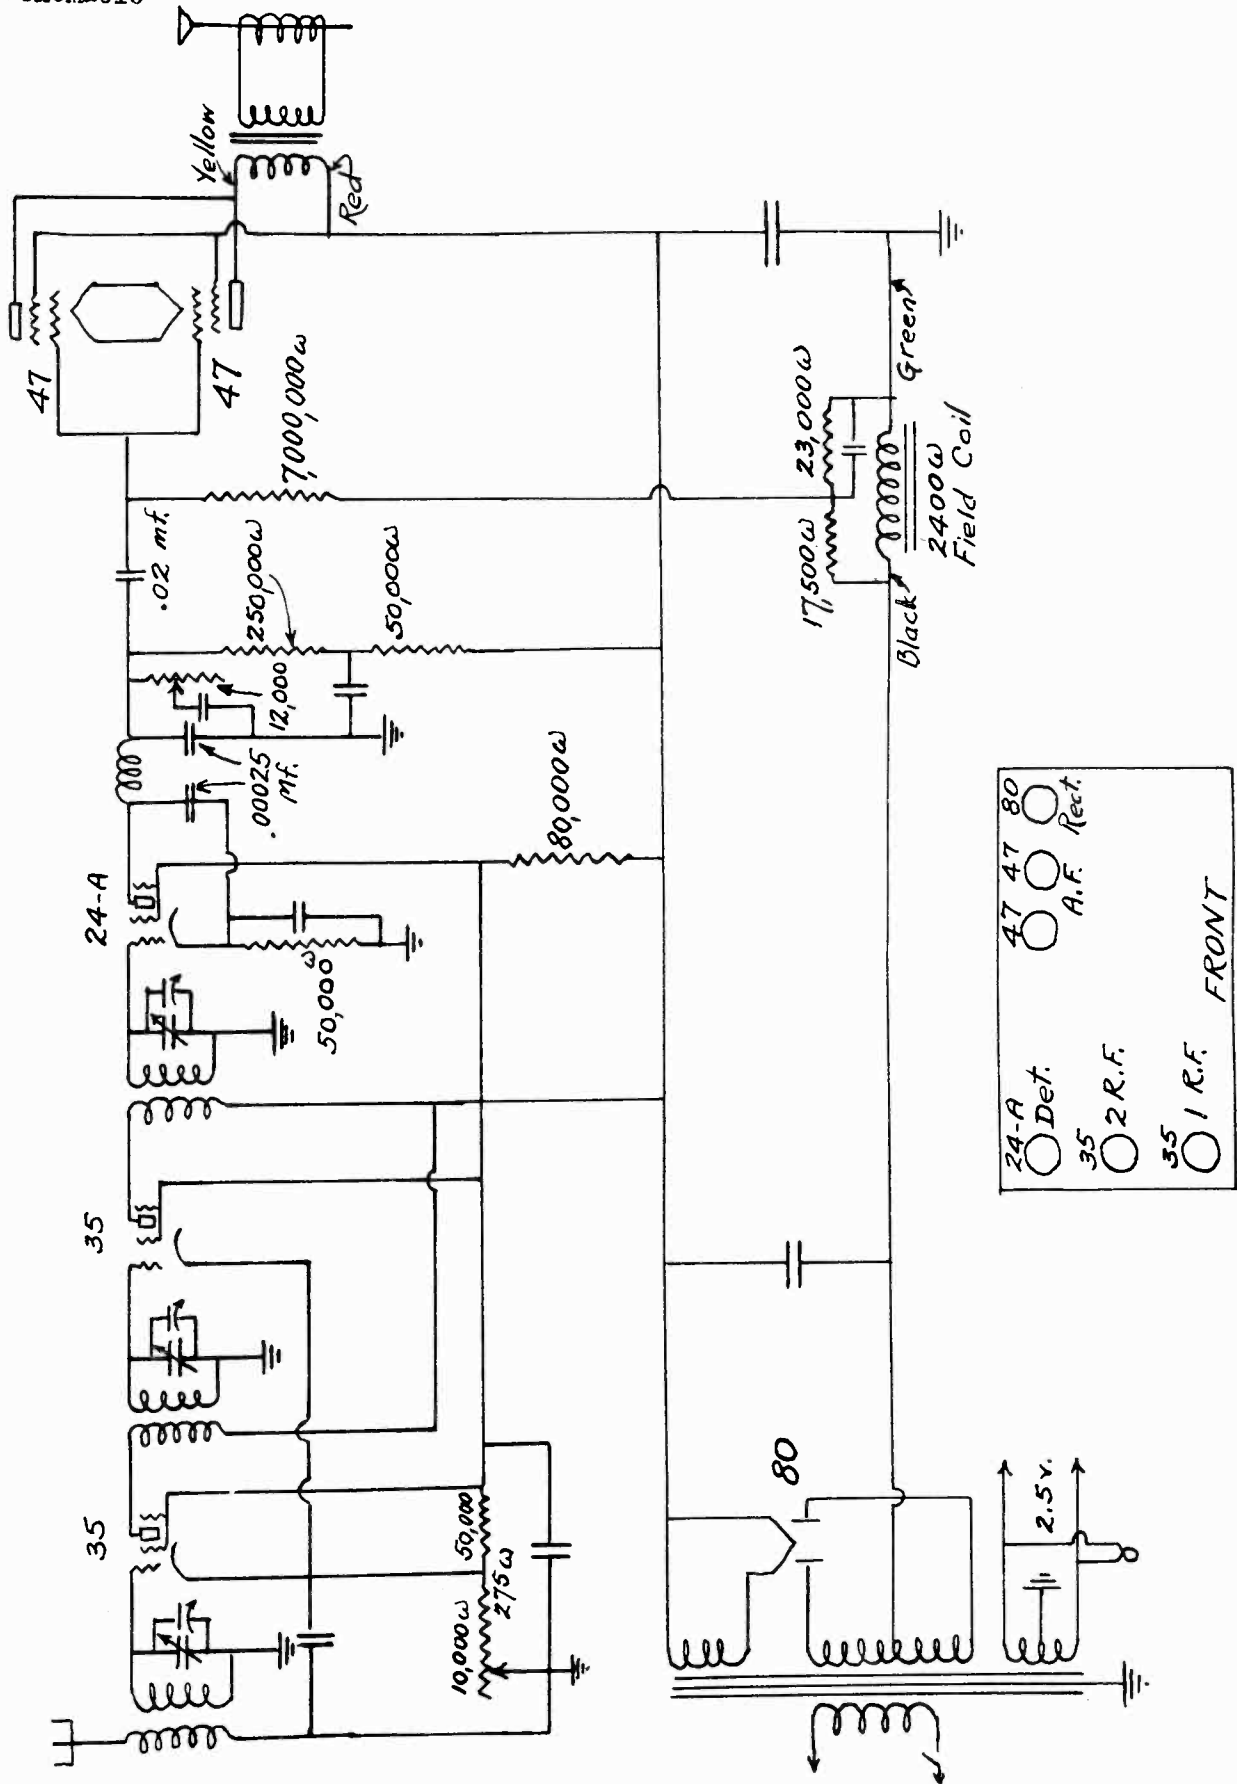 Yellow
Red
47
47
7,000,000ω
.02 mf.
250,000ω
50,000ω
12,000
.00025
mf.
24-A
80,000ω
50,000
ω
35
35
50,000
275ω
10,000ω
17,500ω
23,000ω
Green
Black
2400ω
Field Coil
80
2.5 v.
24-A
Det.
47
47
80
A.F.
Rect.
35
2 R.F.
35
1 R.F.
FRONT